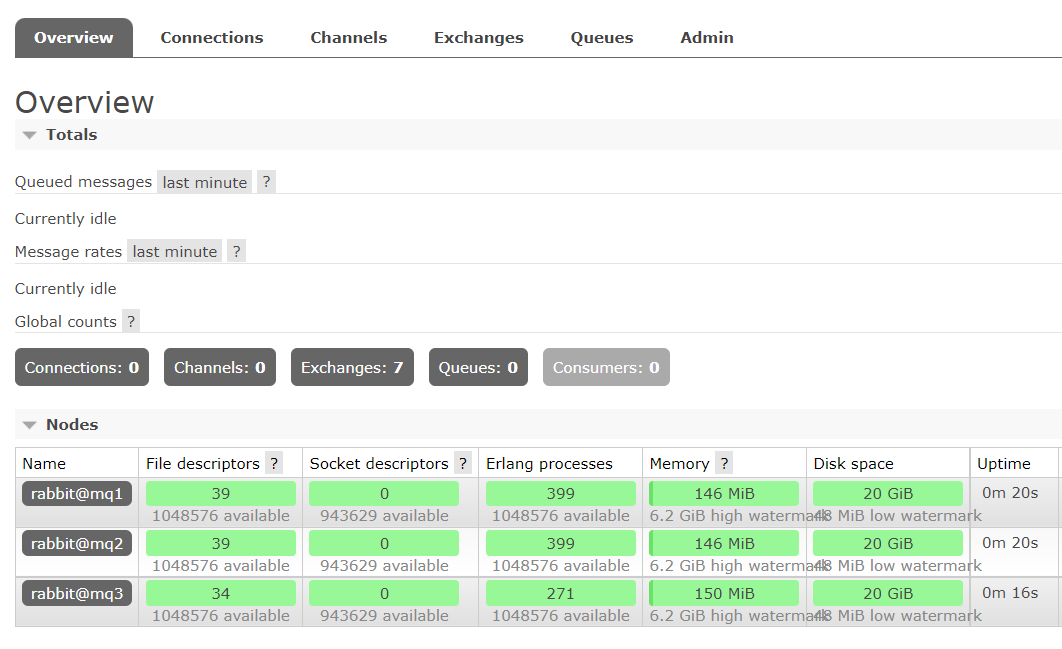 Overview Connections Channels Exchanges Queues Admin
Overview
Totals
Queued messages last minute ?
Currently idle
Message rates last minute ?
Currently idle
Global counts ?
Connections: 0 Channels: 0 Exchanges: 7 Queues: 0 Consumers: 0
Nodes
Name File descriptors ? Socket descriptors ? Erlang processes Memory ? Disk space Uptime
rabbit@mq1 39 0 399 146 MiB 20 GiB 0m 20s
1048576 available 943629 available 1048576 available 6.2 GiB high watermark 48 MiB low watermark
rabbit@mq2 39 0 399 146 MiB 20 GiB 0m 20s
1048576 available 943629 available 1048576 available 6.2 GiB high watermark 48 MiB low watermark
rabbit@mq3 34 0 271 150 MiB 20 GiB 0m 16s
1048576 available 943629 available 1048576 available 6.2 GiB high watermark 48 MiB low watermark